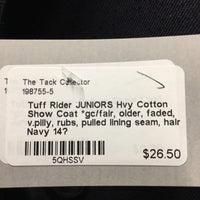 T The Tack Collector
1 198755-5
Tuff Rider JUNIORS Hvy Cotton
Show Coat *gc/fair, older, faded,
v.pilly, rubs, pulled lining seam, hair
Navy 14?
5QHSSV
$26.50